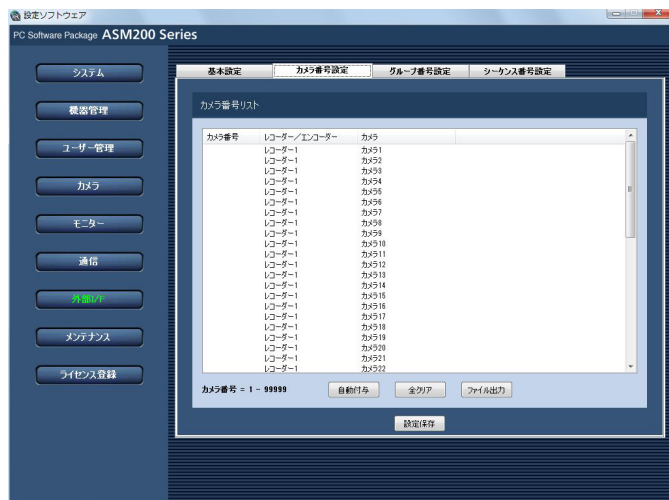 設定ソフトウェア
PC Software Package ASM200 Series
システム
機器管理
ユーザー管理
カメラ
モニター
通信
外部I/F
メンテナンス
ライセンス登録
基本設定 カメラ番号設定 グループ番号設定 シーケンス番号設定
カメラ番号リスト
カメラ番号 レコーダー/エンコーダー カメラ
レコーダー1 カメラ1
レコーダー1 カメラ2
レコーダー1 カメラ3
レコーダー1 カメラ4
レコーダー1 カメラ5
レコーダー1 カメラ6
レコーダー1 カメラ7
レコーダー1 カメラ8
レコーダー1 カメラ9
レコーダー1 カメラ10
レコーダー1 カメラ11
レコーダー1 カメラ12
レコーダー1 カメラ13
レコーダー1 カメラ14
レコーダー1 カメラ15
レコーダー1 カメラ16
レコーダー1 カメラ17
レコーダー1 カメラ18
レコーダー1 カメラ19
レコーダー1 カメラ20
レコーダー1 カメラ21
レコーダー1 カメラ22
カメラ番号 = 1 - 99999 自動付与 全クリア ファイル出力
設定保存